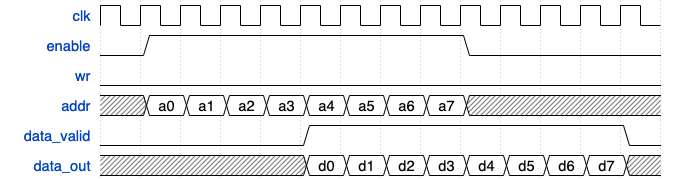 clk
enable
wr
addr a0 a1 a2 a3 a4 a5 a6 a7
data_valid
data_out d0 d1 d2 d3 d4 d5 d6 d7